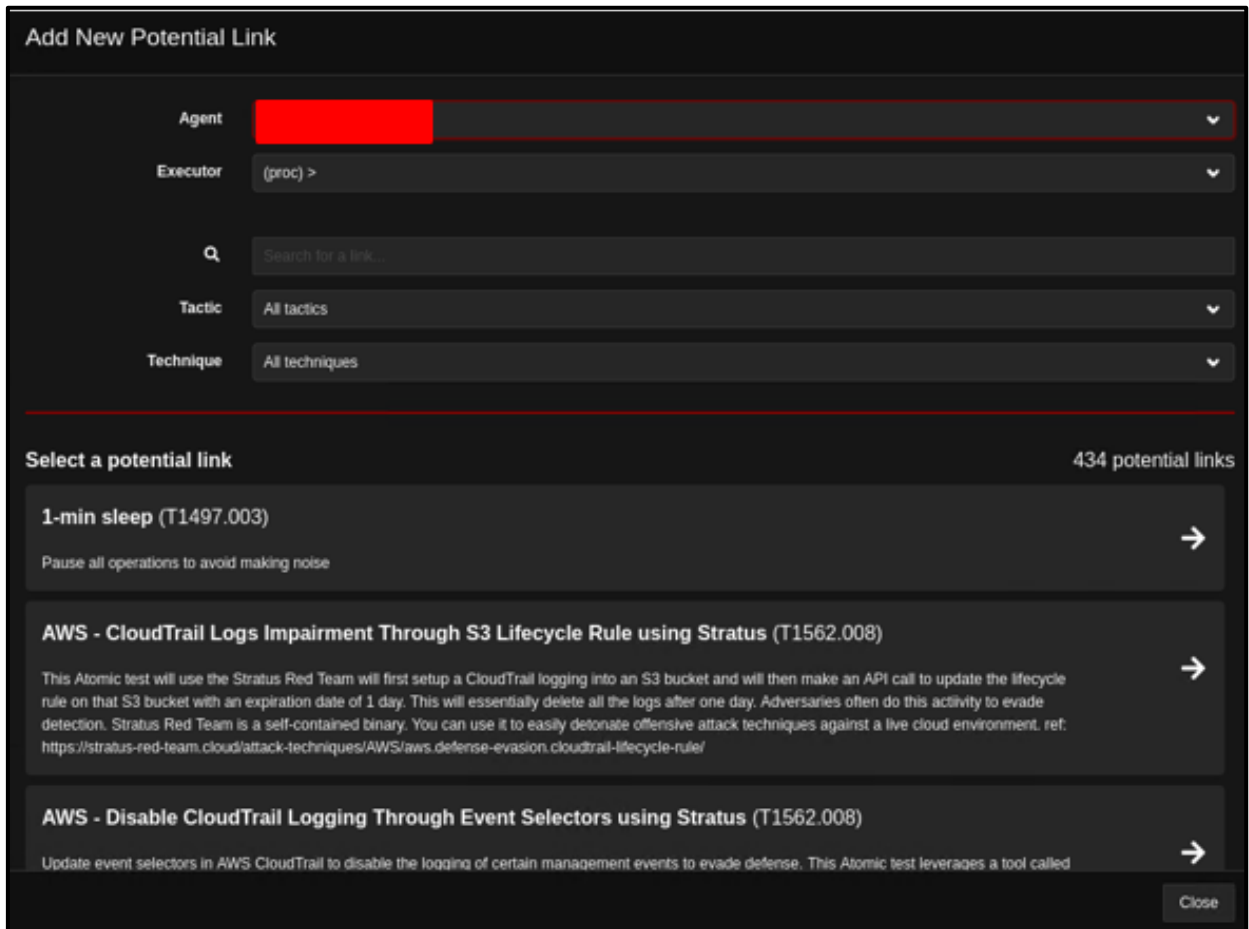 Add New Potential Link
Agent
Executor
(proc) >
Search for a link...
Tactic
All tactics
Technique
All techniques
Select a potential link
434 potential links
1-min sleep (T1497.003)
Pause all operations to avoid making noise
AWS - CloudTrail Logs Impairment Through S3 Lifecycle Rule using Stratus (T1562.008)
This Atomic test will use the Stratus Red Team will first setup a CloudTrail logging into an S3 bucket and will then make an API call to update the lifecycle
rule on that S3 bucket with an expiration date of 1 day. This will essentially delete all the logs after one day. Adversaries often do this actiivity to evade
detection. Stratus Red Team is a self-contained binary. You can use it to easily detonate offensive attack techniques against a live cloud environment. ref:
https://stratus-red-team.cloud/attack-techniques/AWS/aws.defense-evasion.cloudtrail-lifecycle-rule/
AWS - Disable CloudTrail Logging Through Event Selectors using Stratus (T1562.008)
Update event selectors in AWS CloudTrail to disable the logging of certain management events to evade defense. This Atomic test leverages a tool called
Close